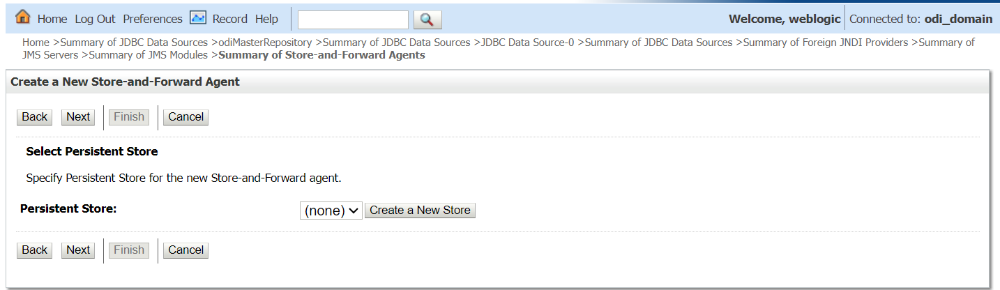 Home Log Out Preferences Record Help Welcome, weblogic Connected to: odi_domain
Home >Summary of JDBC Data Sources >odiMasterRepository >Summary of JDBC Data Sources >JDBC Data Source-0 >Summary of JDBC Data Sources >Summary of Foreign JNDI Providers >Summary of
JMS Servers >Summary of JMS Modules >Summary of Store-and-Forward Agents
Create a New Store-and-Forward Agent
Back Next Finish Cancel
Select Persistent Store
Specify Persistent Store for the new Store-and-Forward agent.
Persistent Store: (none) Create a New Store
Back Next Finish Cancel